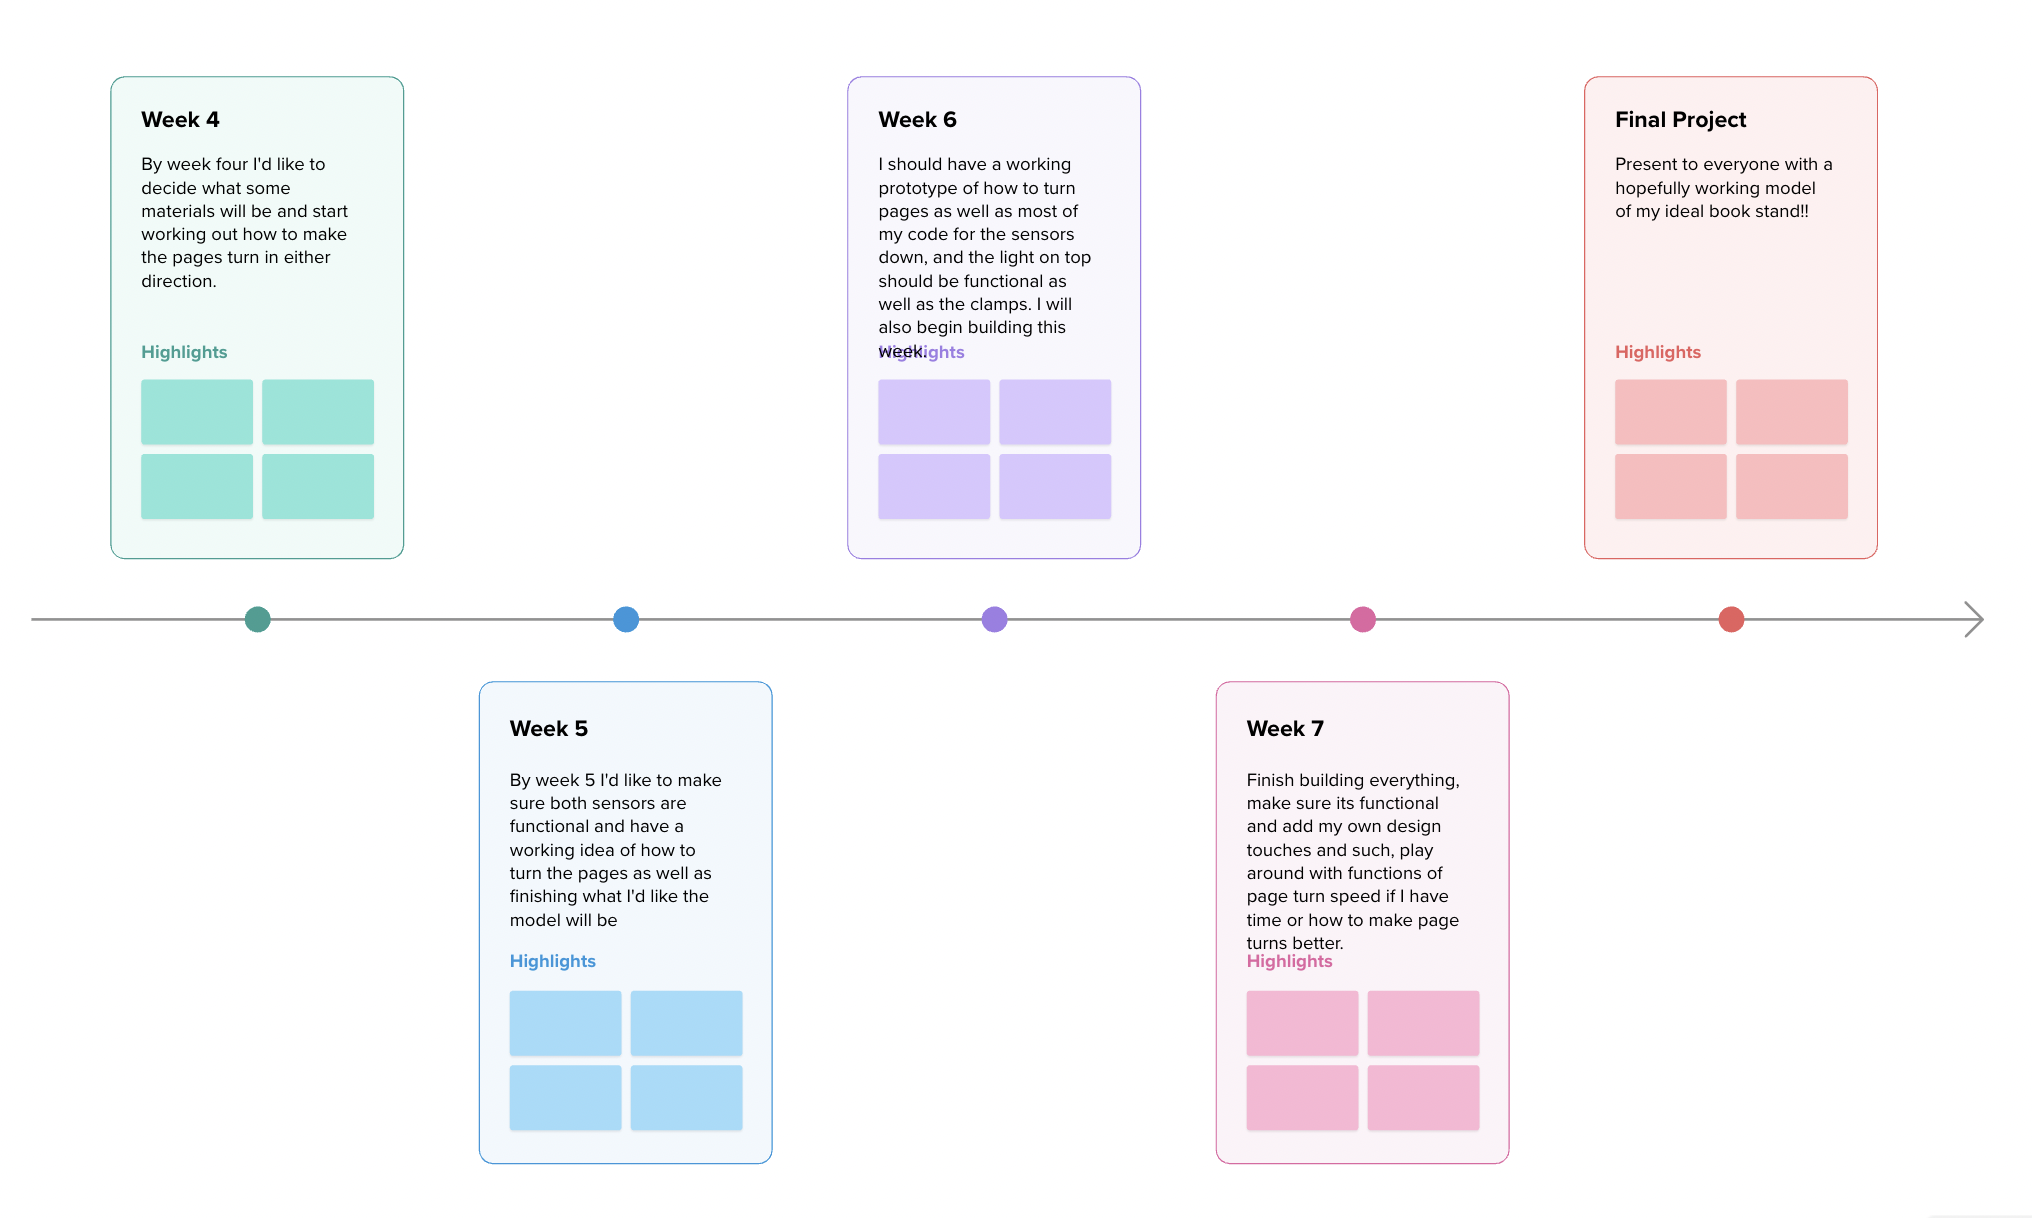 Week 4
By week four I'd like to
decide what some
materials will be and start
working out how to make
the pages turn in either
direction.
Highlights
Week 6
I should have a working
prototype of how to turn
pages as well as most of
my code for the sensors
down, and the light on top
should be functional as
well as the clamps. I will
also begin building this
week.
Highlights
Final Project
Present to everyone with a
hopefully working model
of my ideal book stand!!
Highlights
Week 5
By week 5 I'd like to make
sure both sensors are
functional and have a
working idea of how to
turn the pages as well as
finishing what I'd like the
model will be
Highlights
Week 7
Finish building everything,
make sure its functional
and add my own design
touches and such, play
around with functions of
page turn speed if I have
time or how to make page
turns better.
Highlights